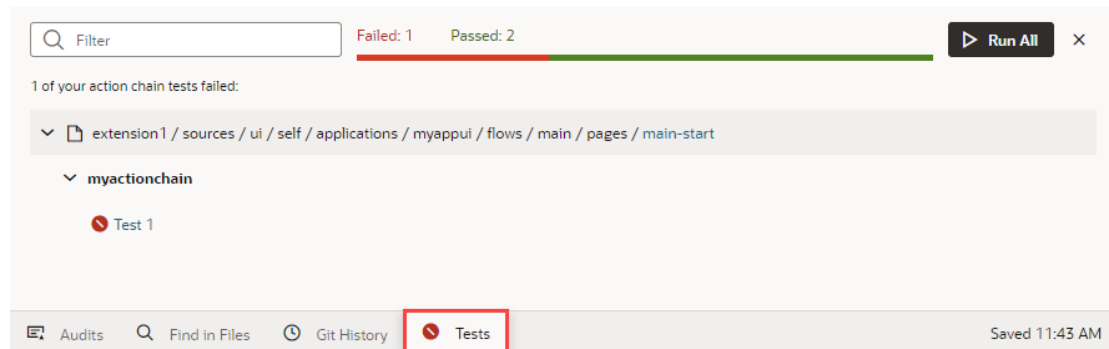 Filter Failed: 1 Passed: 2 Run All
1 of your action chain tests failed:
extension1 / sources / ui / self / applications / myappui / flows / main / pages / main-start
myactionchain
Test 1
Audits Find in Files Git History Tests Saved 11:43 AM